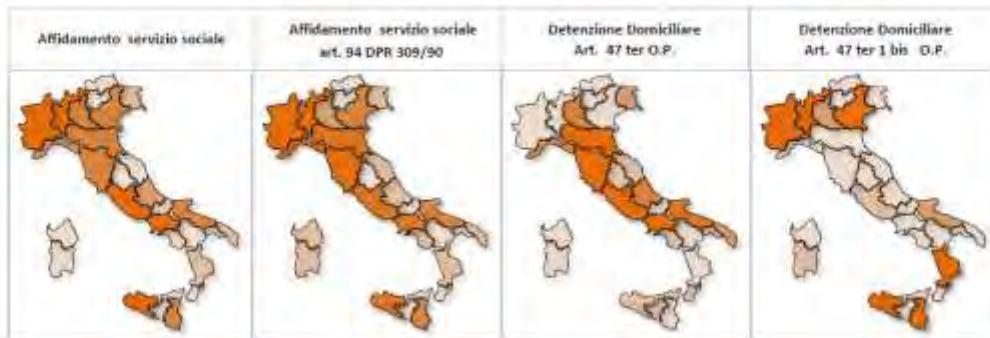 Affidamento servizio sociale
Affidamento servizio sociale
art. 94 DPR 309/90
Detenzione Domiciliare
Art. 47 ter O.P.
Detenzione Domiciliare
Art. 47 ter 1 bis O.P.